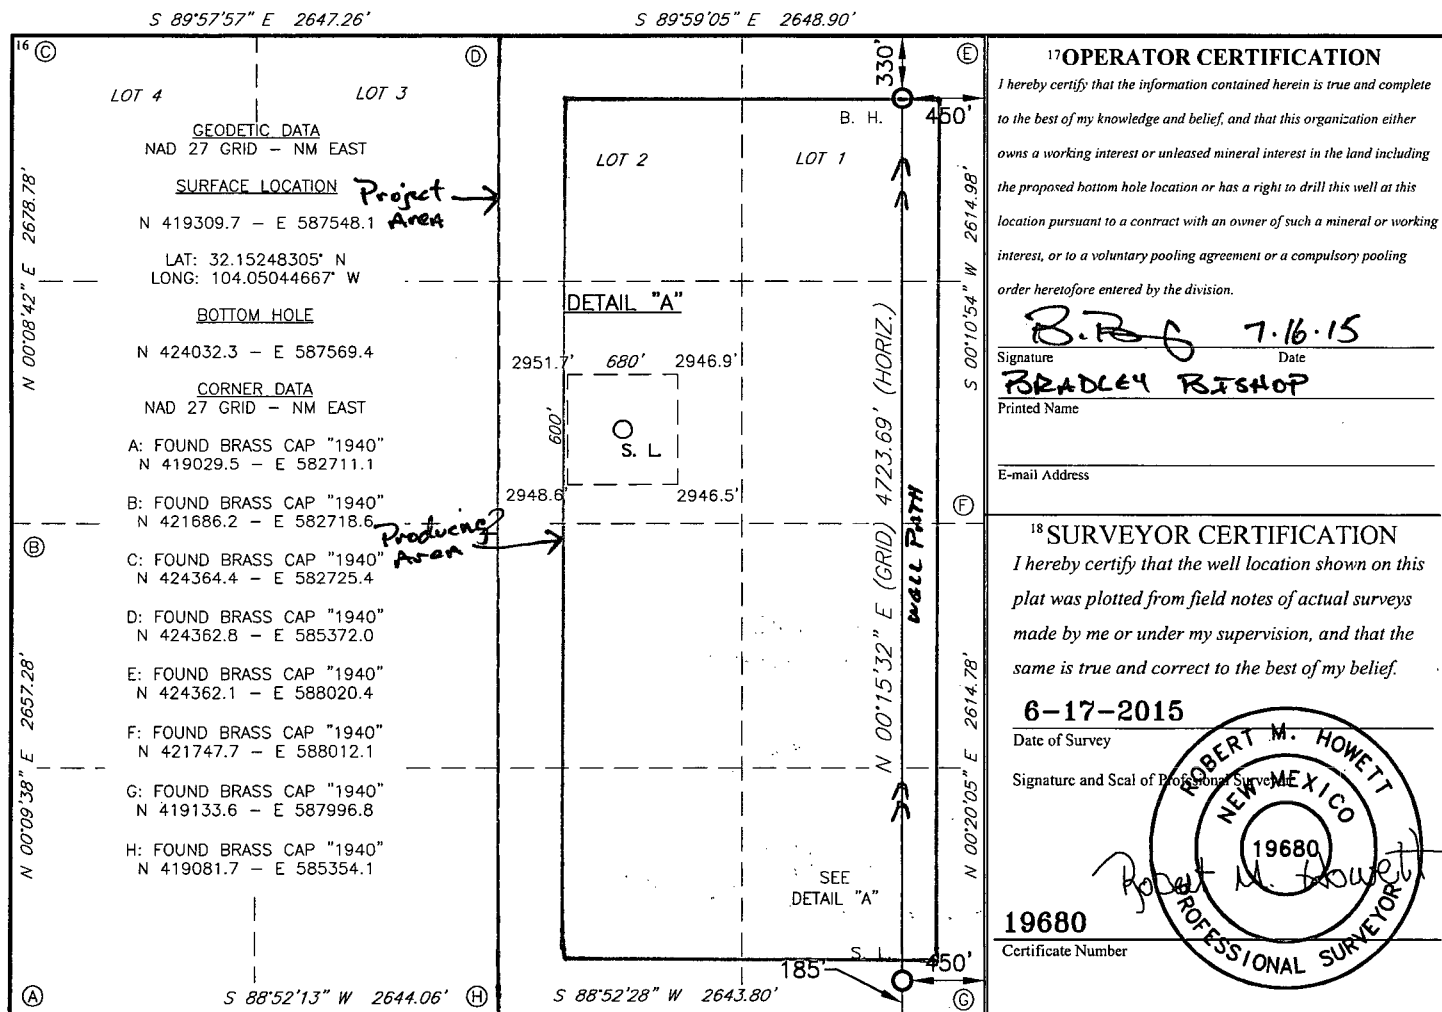 S 89°57'57" E 2647.26'
S 89°59'05" E 2648.90'
16 C
D
E
LOT 4
LOT 3
GEODETIC DATA
NAD 27 GRID – NM EAST
SURFACE LOCATION
N 419309.7 – E 587548.1
LAT: 32.15248305° N
LONG: 104.05044667° W
BOTTOM HOLE
N 424032.3 – E 587569.4
CORNER DATA
NAD 27 GRID – NM EAST
A: FOUND BRASS CAP "1940"
N 419029.5 – E 582711.1
B: FOUND BRASS CAP "1940"
N 421686.2 – E 582718.6
C: FOUND BRASS CAP "1940"
N 424364.4 – E 582725.4
D: FOUND BRASS CAP "1940"
N 424362.8 – E 585372.0
E: FOUND BRASS CAP "1940"
N 424362.1 – E 588020.4
F: FOUND BRASS CAP "1940"
N 421747.7 – E 588012.1
G: FOUND BRASS CAP "1940"
N 419133.6 – E 587996.8
H: FOUND BRASS CAP "1940"
N 419081.7 – E 585354.1
N 00°08'42" E 2678.78'
B
N 00°09'38" E 2657.28'
A
S 88°52'13" W 2644.06'
H
Project
Area
Producing
Area
330'
B. H.
450'
LOT 2
LOT 1
DETAIL "A"
2951.7'
680'
2946.9'
600'
S. L.
2948.6'
2946.5'
N 00°15'32" E (GRID) 4723.69' (HORIZ.)
WELL PATH
S 00°10'54" W 2614.98'
F
N 00°20'05" E 2614.78'
SEE
DETAIL "A"
S. L.
450'
185'
S 88°52'28" W 2643.80'
G
17 OPERATOR CERTIFICATION
I hereby certify that the information contained herein is true and complete
to the best of my knowledge and belief, and that this organization either
owns a working interest or unleased mineral interest in the land including
the proposed bottom hole location or has a right to drill this well at this
location pursuant to a contract with an owner of such a mineral or working
interest, or to a voluntary pooling agreement or a compulsory pooling
order heretofore entered by the division.
7·16·15
Signature Date
BRADLEY BISHOP
Printed Name
E-mail Address
18 SURVEYOR CERTIFICATION
I hereby certify that the well location shown on this
plat was plotted from field notes of actual surveys
made by me or under my supervision, and that the
same is true and correct to the best of my belief.
6–17–2015
Date of Survey
Signature and Seal of Professional Surveyor
ROBERT M. HOWETT
NEW MEXICO
19680
PROFESSIONAL SURVEYOR
Robert M. Howett
19680
Certificate Number